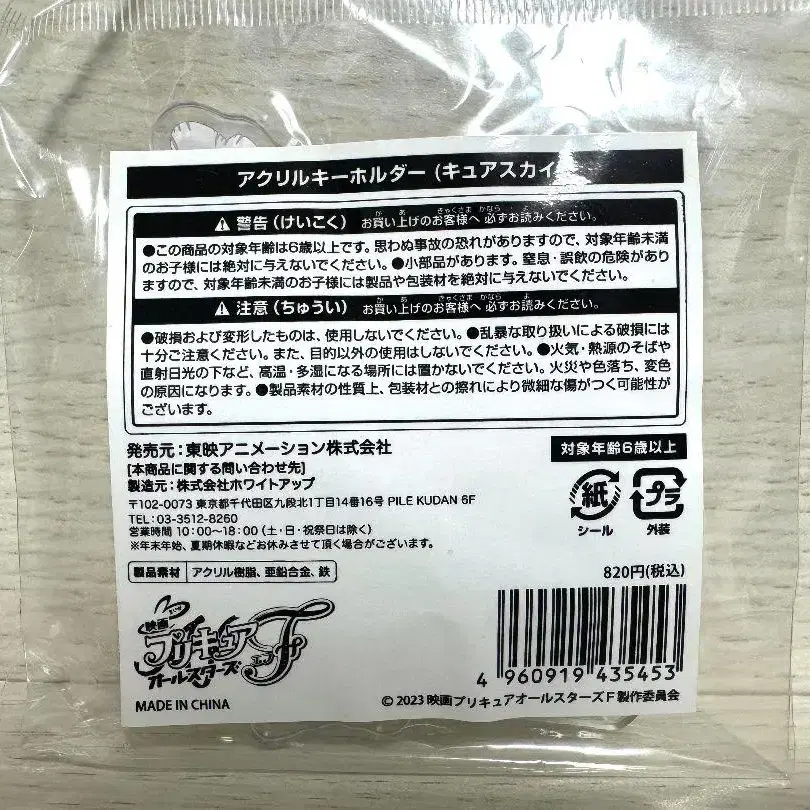 アクリルキーホルダー (キュアスカイ
⚠ 警告 (けいこく) お買い上げのお客様へ 必ずお読みください。
●この商品の対象年齢は6歳以上です。思わぬ事故の恐れがありますので、対象年齢未満
のお子様には絶対に与えないでください。●小部品があります。窒息・誤飲の危険があり
ますので、対象年齢未満のお子様には製品や包装材を絶対に与えないでください。
⚠ 注意 (ちゅうい) お買い上げのお客様へ 必ずお読みください。
●破損および変形したものは、使用しないでください。●乱暴な取り扱いによる破損には
十分ご注意ください。また、目的以外の使用はしないでください。●火気・熱源のそばや
直射日光の下など、高温・多湿になる場所には置かないでください。火災や色落ち、変色
の原因になります。●製品素材の性質上、包装材との擦れにより微細な傷がつく可能性が
ございます。
発売元：東映アニメーション株式会社
対象年齢6歳以上
[本商品に関する問い合わせ先]
製造元：株式会社ホワイトアップ
〒102-0073 東京都千代田区九段北1丁目14番16号 PILE KUDAN 6F
TEL：03-3512-8260
営業時間 10：00～18：00 (土・日・祝祭日は除く)
※年末年始、夏期休暇などお休みさせて頂く場合がございます。
紙
シール
プラ
外装
製品素材 アクリル樹脂、亜鉛合金、鉄
820円(税込)
映画
プリキュア
オールスターズ
エフ
F
4 960919 435453
MADE IN CHINA
© 2023 映画プリキュアオールスターズF製作委員会